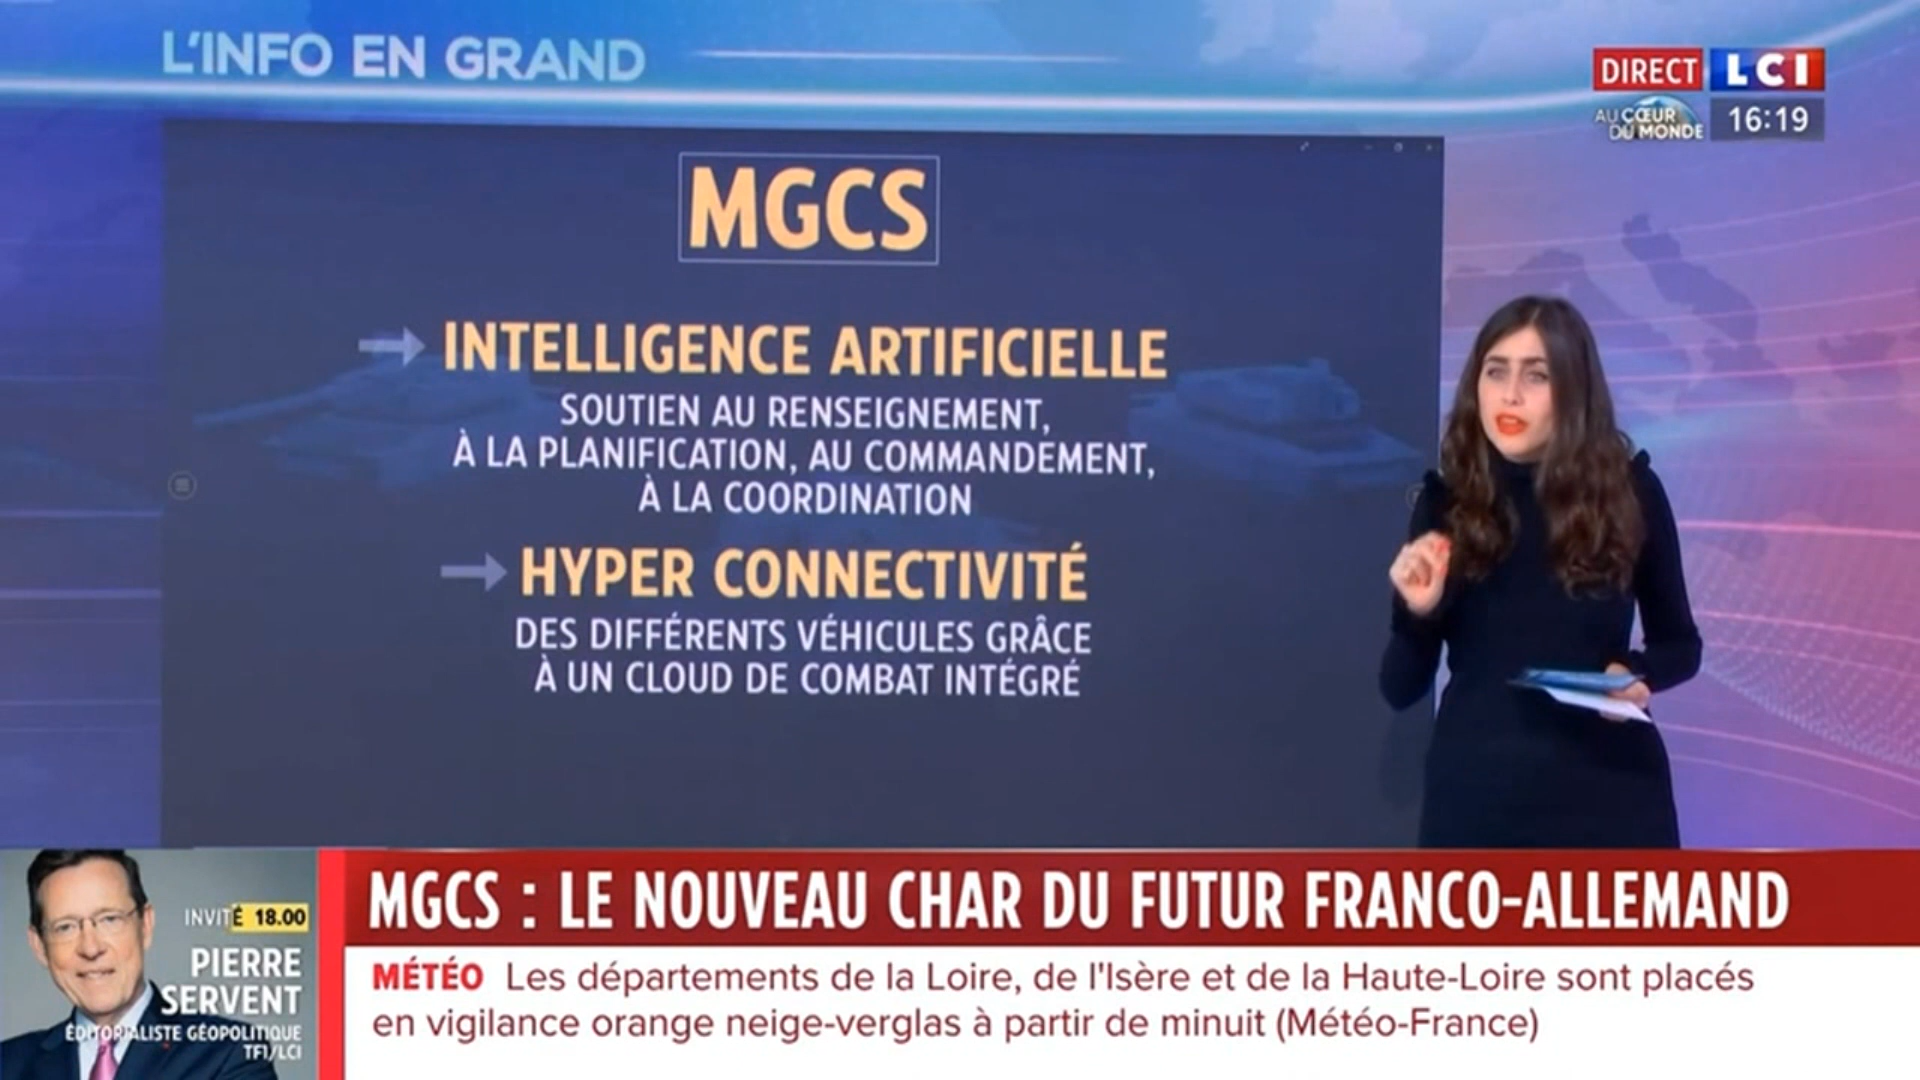 L'INFO EN GRAND
DIRECT LCI
AU CŒUR
DU MONDE
16:19
MGCS
INTELLIGENCE ARTIFICIELLE
SOUTIEN AU RENSEIGNEMENT,
À LA PLANIFICATION, AU COMMANDEMENT,
À LA COORDINATION
HYPER CONNECTIVITÉ
DES DIFFÉRENTS VÉHICULES GRÂCE
À UN CLOUD DE COMBAT INTÉGRÉ
INVITÉ 18.00
PIERRE
SERVENT
ÉDITORIALISTE GÉOPOLITIQUE
TF1/LCI
MGCS : LE NOUVEAU CHAR DU FUTUR FRANCO-ALLEMAND
MÉTÉO Les départements de la Loire, de l'Isère et de la Haute-Loire sont placés
en vigilance orange neige-verglas à partir de minuit (Météo-France)